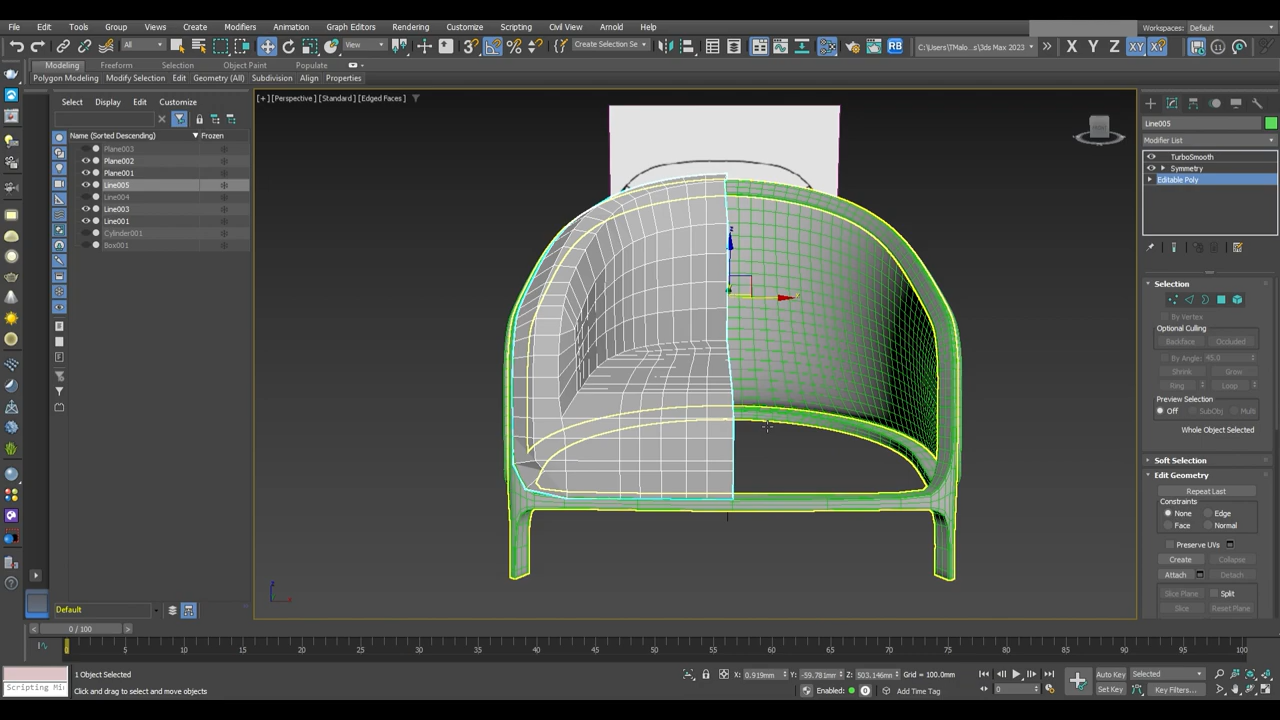 File Edit Tools Group Views Create Modifiers Animation Graph Editors Rendering Customize Scripting Civil View Arnold Help
Workspaces: Default
All View Create Selection Se C:\Users\TMalo...s\3ds Max 2023 RB X Y Z XY XY
Modeling Freeform Selection Object Paint Populate
Polygon Modeling Modify Selection Edit Geometry (All) Subdivision Align Properties
Select Display Edit Customize
[+] [Perspective] [Standard] [Edged Faces]
Name (Sorted Descending) Frozen
Plane003
Plane002
Plane001
Line005
Line004
Line003
Line001
Cylinder001
Box001
Line005
Modifier List
TurboSmooth
Symmetry
Editable Poly
Selection
By Vertex
Optional Culling
Backface Occluded
By Angle: 45.0
Shrink Grow
Ring Loop
Preview Selection
Off SubObj Multi
Whole Object Selected
Soft Selection
Edit Geometry
Repeat Last
Constraints
None Edge
Face Normal
Preserve UVs
Create Collapse
Attach Detach
Slice Plane Split
Slice Reset Plane
Default
0 / 100
0 5 10 15 20 25 30 35 40 45 50 55 60 65 70 75 80 85 90 95 100
1 Object Selected
X: 0.919mm Y: -59.781mm Z: 503.146mm Grid = 100.0mm
Auto Key Selected
Scripting Mi
Click and drag to select and move objects
Enabled: Add Time Tag
0
Set Key Key Filters...